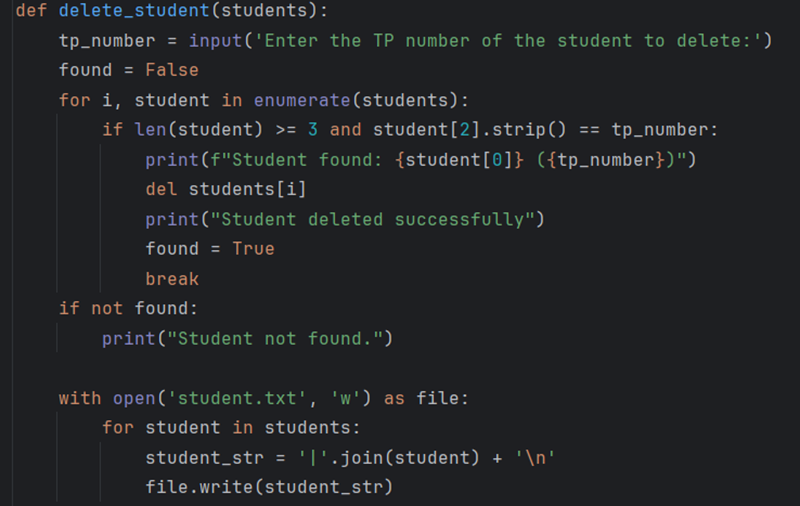 def delete_student(students):
    tp_number = input('Enter the TP number of the student to delete:')
    found = False
    for i, student in enumerate(students):
        if len(student) >= 3 and student[2].strip() == tp_number:
            print(f"Student found: {student[0]} ({tp_number})")
            del students[i]
            print("Student deleted successfully")
            found = True
            break
    if not found:
        print("Student not found.")

    with open('student.txt', 'w') as file:
        for student in students:
            student_str = '|'.join(student) + '\n'
            file.write(student_str)